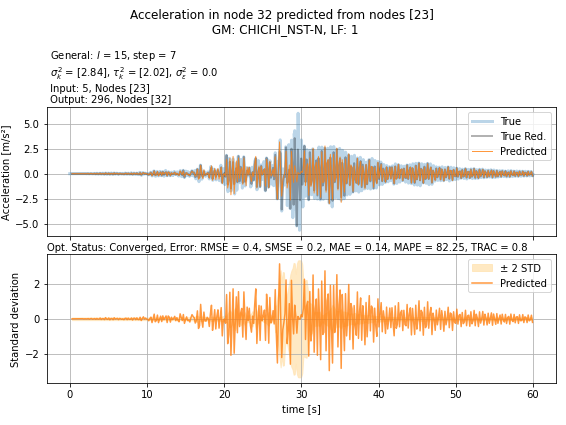 Acceleration in node 32 predicted from nodes [23]
GM: CHICHI_NST-N, LF: 1
General: l = 15, step = 7
σ²ₖ = [2.84], τ²ₖ = [2.02], σ²ε = 0.0
Input: 5, Nodes [23]
Output: 296, Nodes [32]
Acceleration [m/s²]
5.0
2.5
0.0
−2.5
−5.0
True
True Red.
Predicted
Opt. Status: Converged, Error: RMSE = 0.4, SMSE = 0.2, MAE = 0.14, MAPE = 82.25, TRAC = 0.8
Standard deviation
2
0
−2
± 2 STD
Predicted
0 10 20 30 40 50 60
time [s]